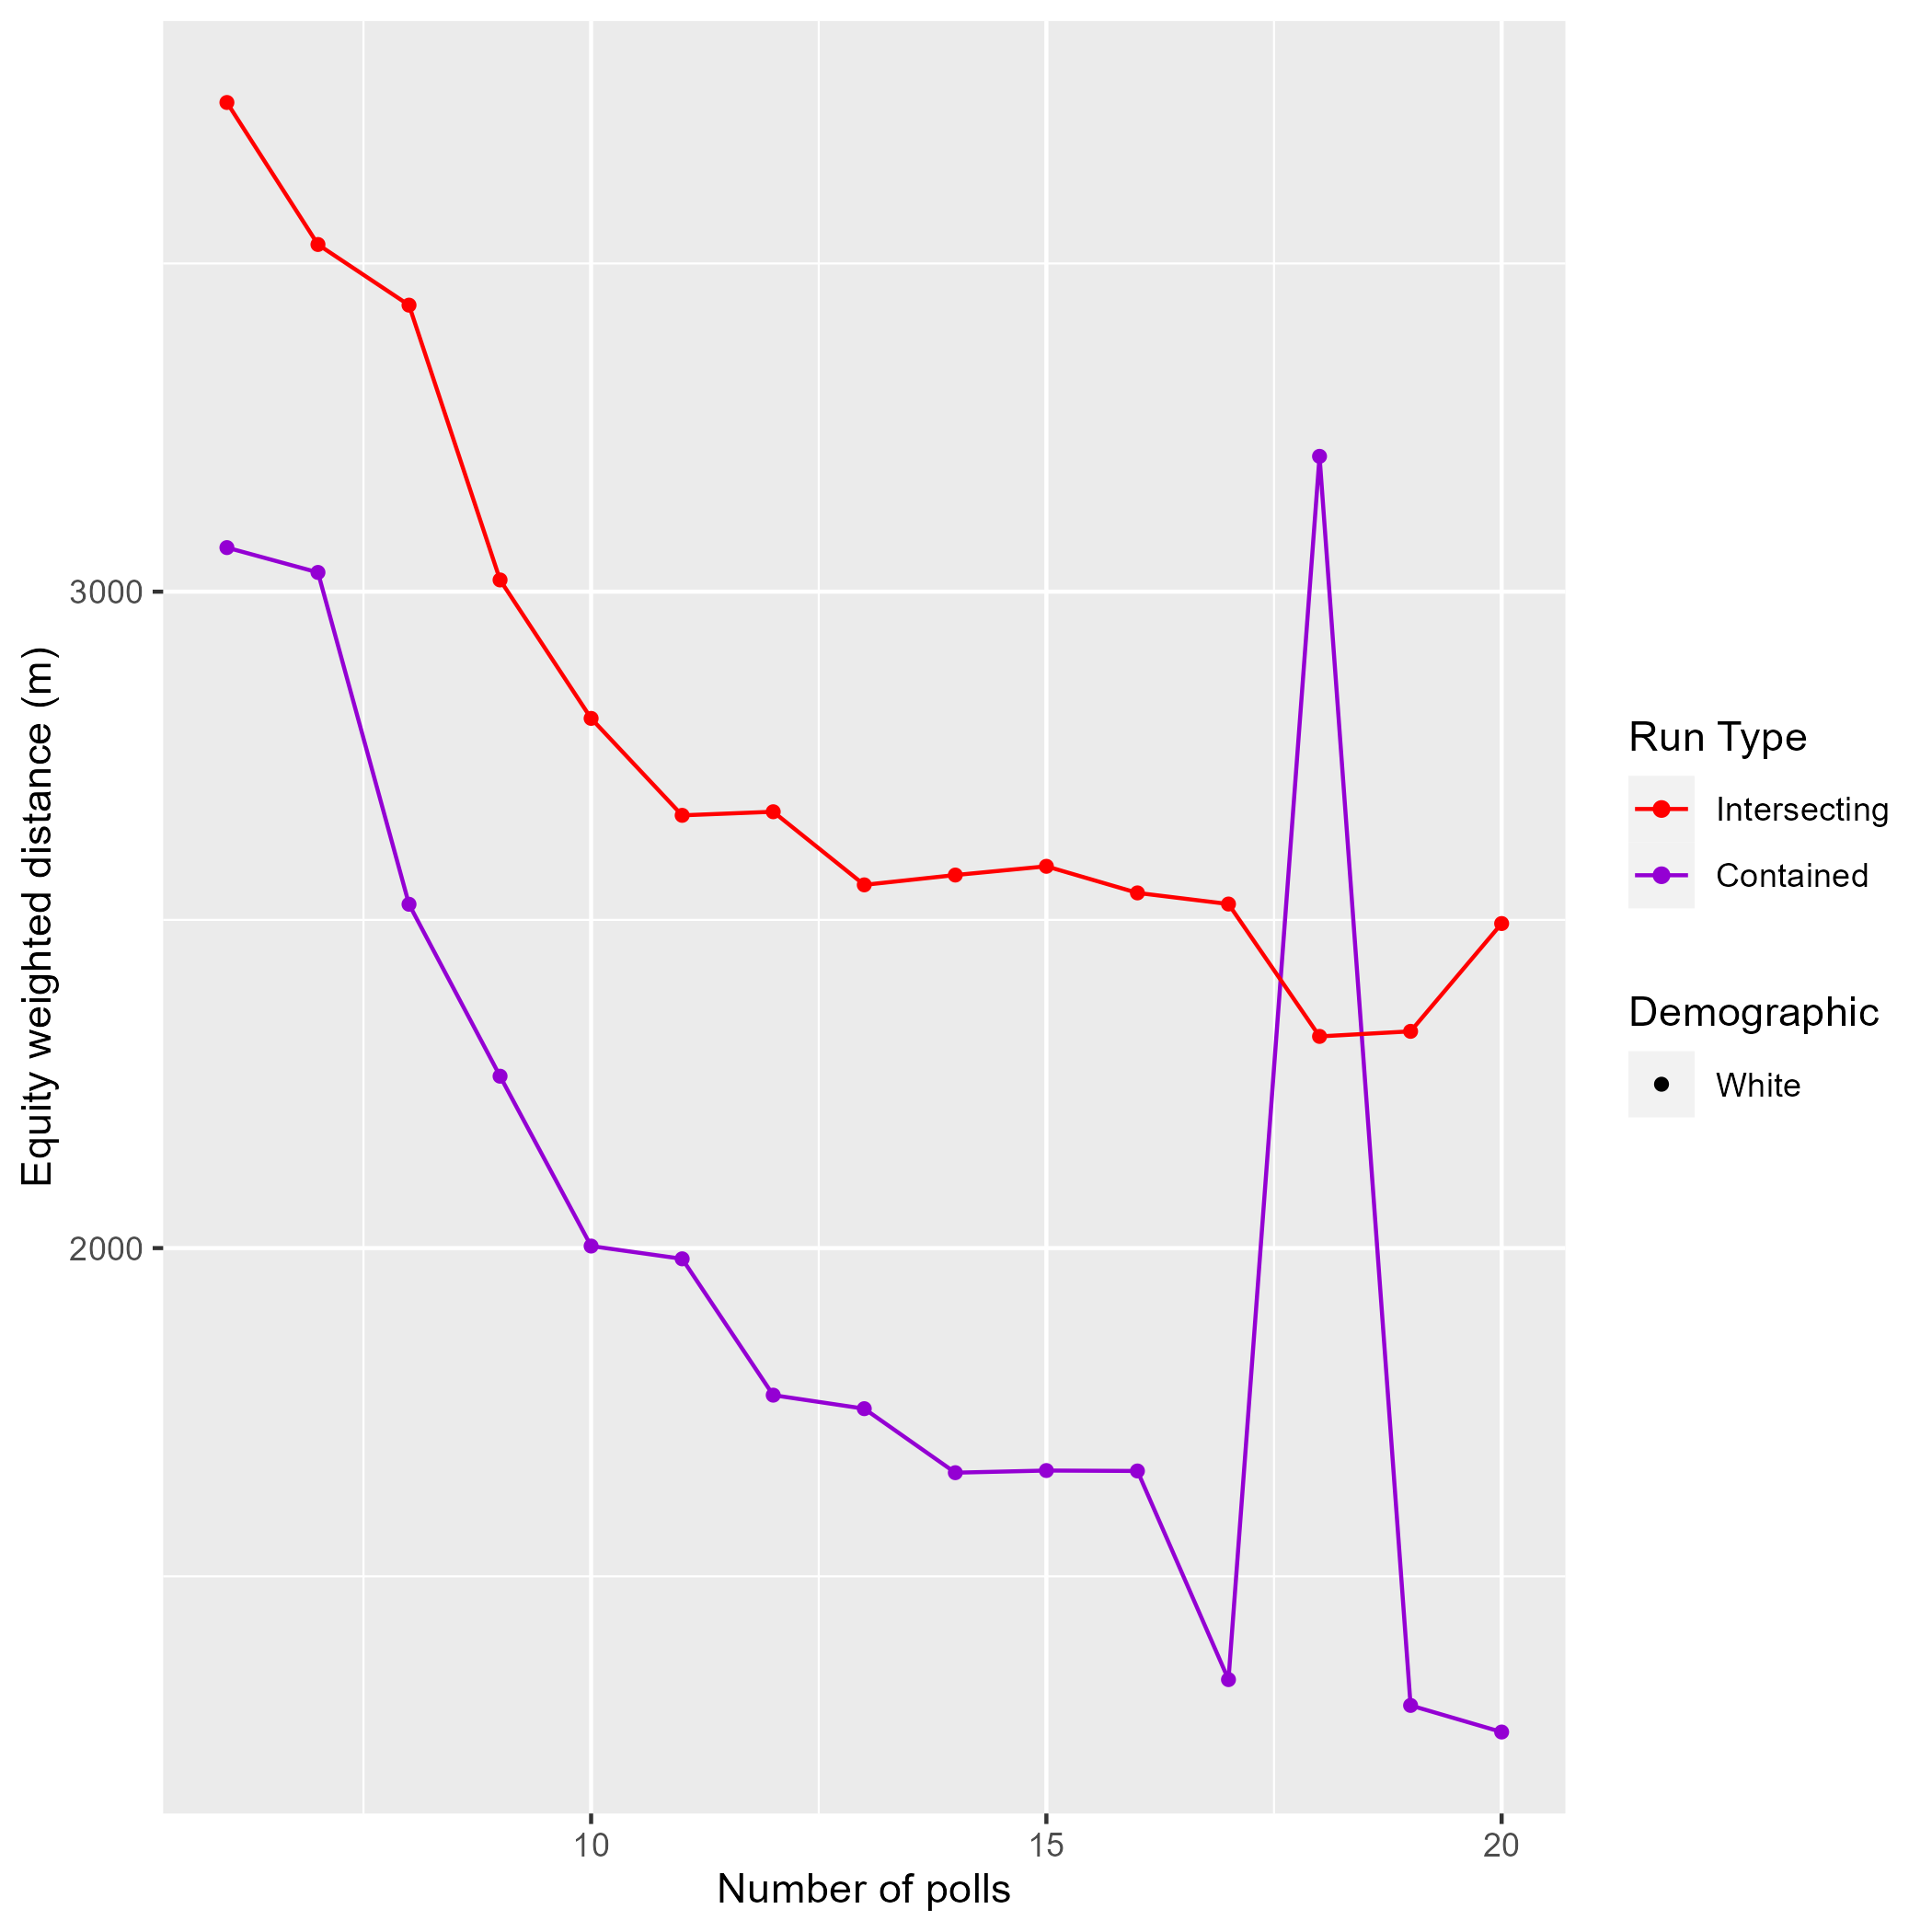 Equity weighted distance (m)
3000
2000
10
15
20
Number of polls
Run Type
Intersecting
Contained
Demographic
White